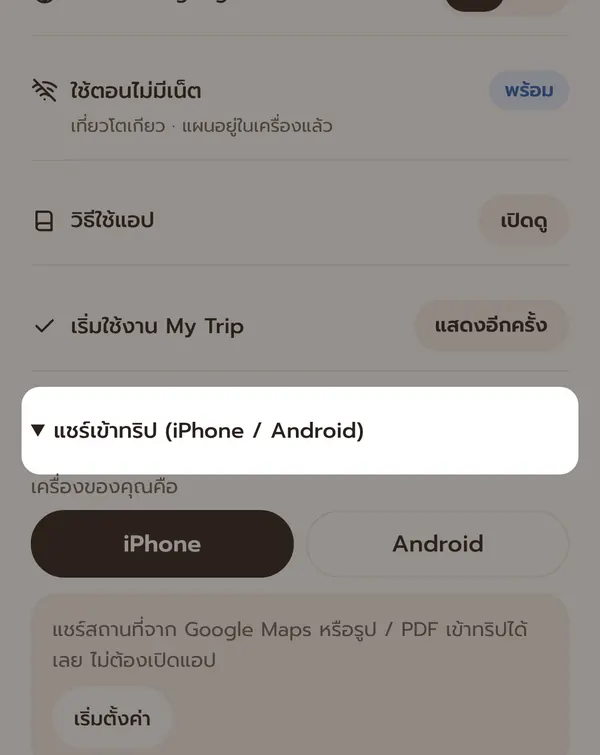 ใช้ตอนไม่มีเน็ต
พร้อม
เที่ยวโตเกียว · แผนอยู่ในเครื่องแล้ว
วิธีใช้แอป
เปิดดู
เริ่มใช้งาน My Trip
แสดงอีกครั้ง
▼ แชร์เข้าทริป (iPhone / Android)
เครื่องของคุณคือ
iPhone
Android
แชร์สถานที่จาก Google Maps หรือรูป / PDF เข้าทริปได้
เลย ไม่ต้องเปิดแอป
เริ่มตั้งค่า